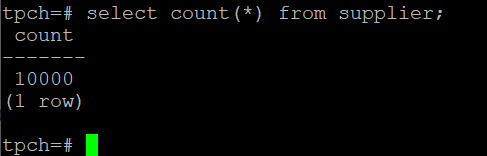 tpch=# select count(*) from supplier;
count
-------
10000
(1 row)
tpch=#